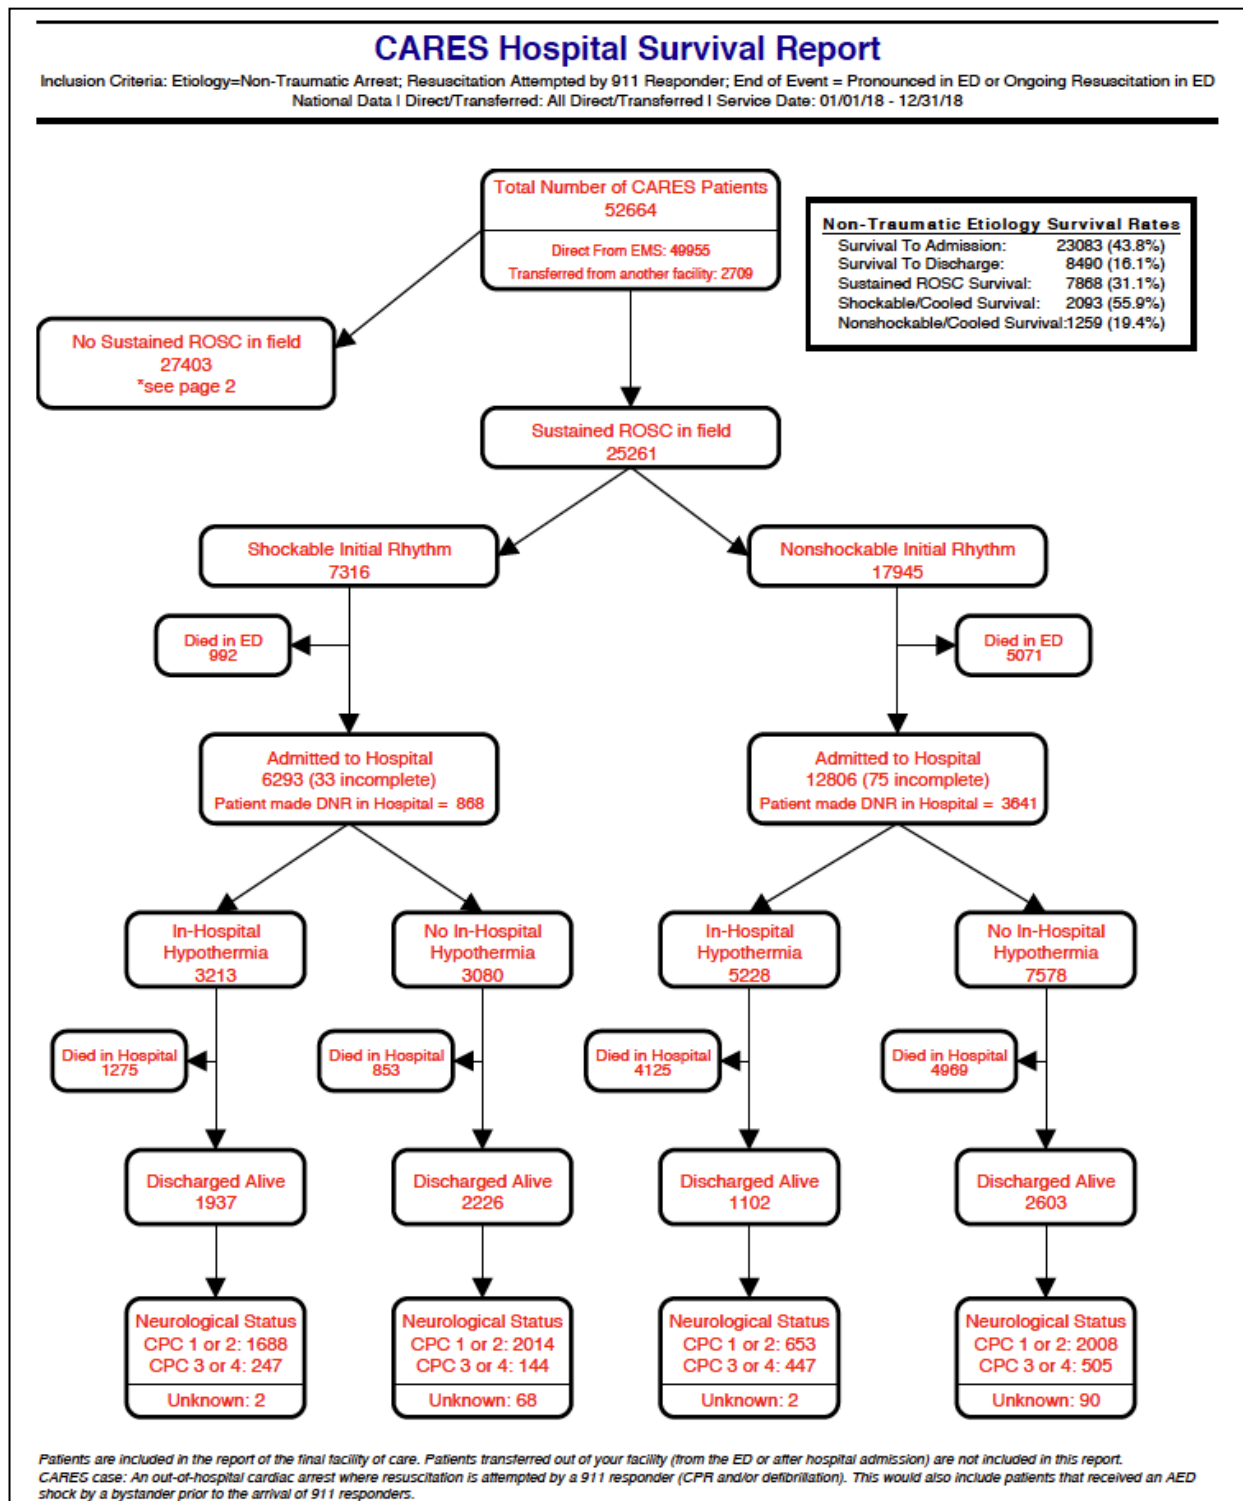 CARES Hospital Survival Report
Inclusion Criteria: Etiology=Non-Traumatic Arrest; Resuscitation Attempted by 911 Responder; End of Event = Pronounced in ED or Ongoing Resuscitation in ED
National Data I Direct/Transferred: All Direct/Transferred I Service Date: 01/01/18 - 12/31/18
Total Number of CARES Patients
52664
Direct From EMS: 49955
Transferred from another facility: 2709
Non-Traumatic Etiology Survival Rates
Survival To Admission: 23083 (43.8%)
Survival To Discharge: 8490 (16.1%)
Sustained ROSC Survival: 7868 (31.1%)
Shockable/Cooled Survival: 2093 (55.9%)
Nonshockable/Cooled Survival:1259 (19.4%)
No Sustained ROSC in field
27403
*see page 2
Sustained ROSC in field
25261
Shockable Initial Rhythm
7316
Nonshockable Initial Rhythm
17945
Died in ED
992
Died in ED
5071
Admitted to Hospital
6293 (33 incomplete)
Patient made DNR in Hospital = 868
Admitted to Hospital
12806 (75 incomplete)
Patient made DNR in Hospital = 3641
In-Hospital
Hypothermia
3213
No In-Hospital
Hypothermia
3080
In-Hospital
Hypothermia
5228
No In-Hospital
Hypothermia
7578
Died in Hospital
1275
Died in Hospital
853
Died in Hospital
4125
Died in Hospital
4969
Discharged Alive
1937
Discharged Alive
2226
Discharged Alive
1102
Discharged Alive
2603
Neurological Status
CPC 1 or 2: 1688
CPC 3 or 4: 247
Unknown: 2
Neurological Status
CPC 1 or 2: 2014
CPC 3 or 4: 144
Unknown: 68
Neurological Status
CPC 1 or 2: 653
CPC 3 or 4: 447
Unknown: 2
Neurological Status
CPC 1 or 2: 2008
CPC 3 or 4: 505
Unknown: 90
Patients are included in the report of the final facility of care. Patients transferred out of your facility (from the ED or after hospital admission) are not included in this report.
CARES case: An out-of-hospital cardiac arrest where resuscitation is attempted by a 911 responder (CPR and/or defibrillation). This would also include patients that received an AED
shock by a bystander prior to the arrival of 911 responders.